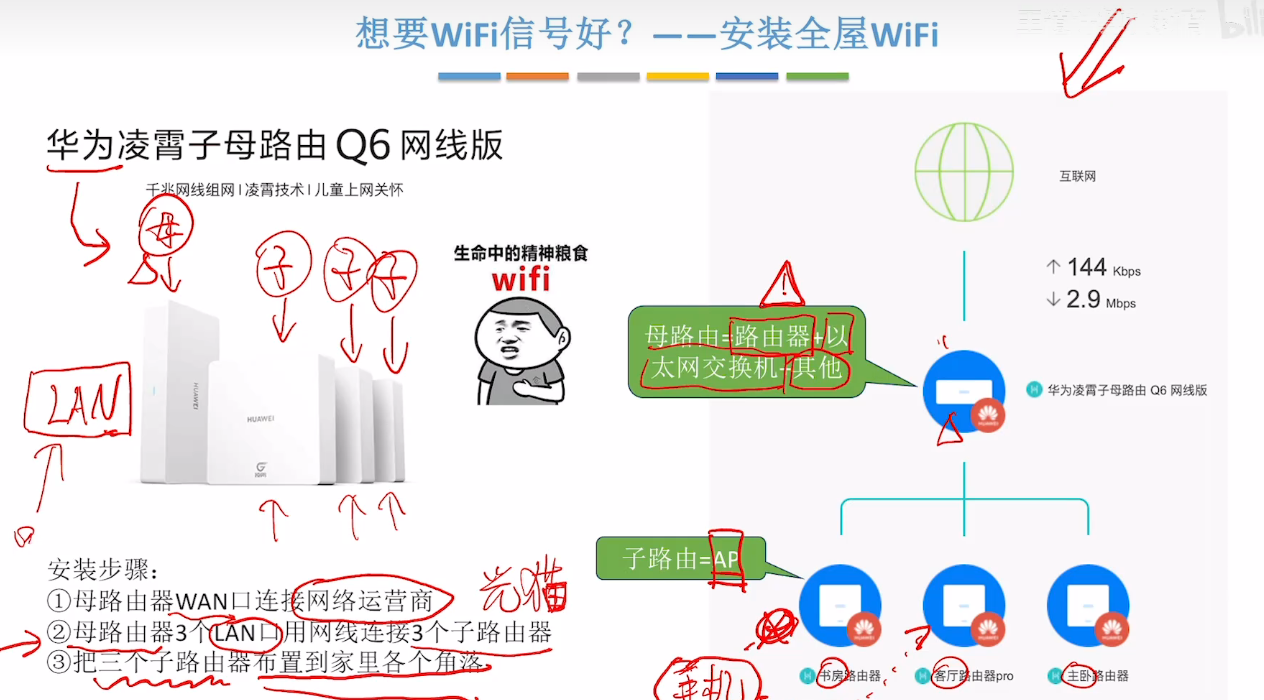 想要WiFi信号好？——安装全屋WiFi
华为凌霄子母路由 Q6 网线版
千兆网线组网 | 凌霄技术 | 儿童上网关怀
母
子
子
子
LAN
HUAWEI
HUAWEI
生命中的精神粮食
wifi
互联网
↑ 144 Kbps
↓ 2.9 Mbps
!
母路由=路由器+以
太网交换机+其他
华为凌霄子母路由 Q6 网线版
子路由=AP
书房路由器
客厅路由器pro
主卧路由器
安装步骤：
①母路由器WAN口连接网络运营商
光猫
②母路由器3个LAN口用网线连接3个子路由器
③把三个子路由器布置到家里各个角落